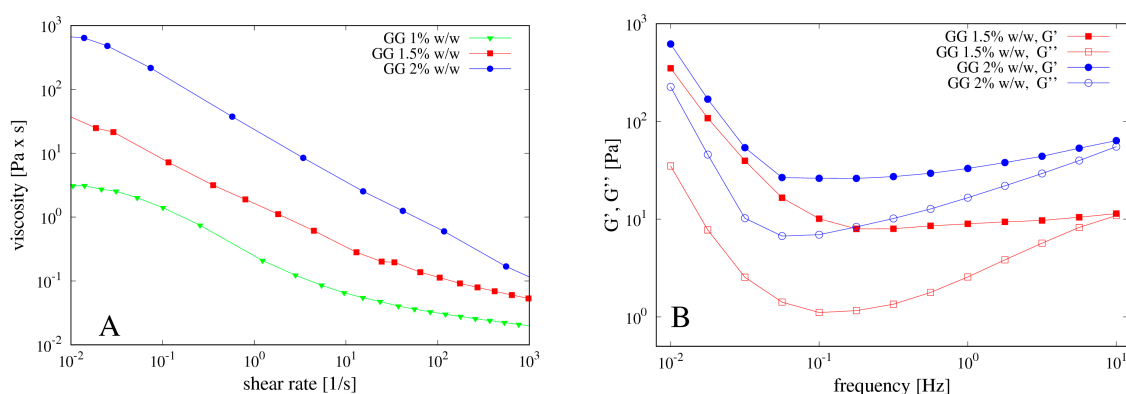 10^3
10^2
10^1
10^0
10^-1
10^-2
viscosity [Pa x s]
GG 1% w/w
GG 1.5% w/w
GG 2% w/w
A
10^-2 10^-1 10^0 10^1 10^2 10^3
shear rate [1/s]
10^3
10^2
10^1
10^0
G', G'' [Pa]
GG 1.5% w/w, G'
GG 1.5% w/w, G''
GG 2% w/w, G'
GG 2% w/w, G''
B
10^-2 10^-1 10^0 10^1
frequency [Hz]